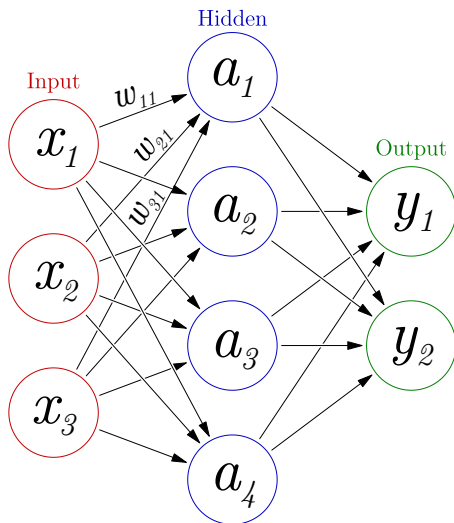 Hidden
Input
Output
w11
w21
w31
x1
x2
x3
a1
a2
a3
a4
y1
y2